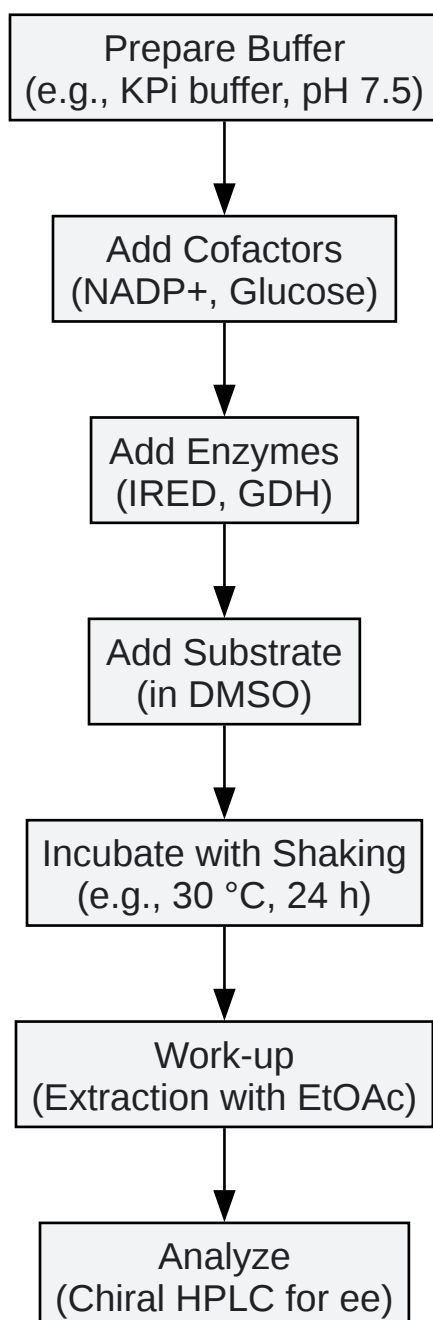 Prepare Buffer
(e.g., KPi buffer, pH 7.5)
Add Cofactors
(NADP+, Glucose)
Add Enzymes
(IRED, GDH)
Add Substrate
(in DMSO)
Incubate with Shaking
(e.g., 30 °C, 24 h)
Work-up
(Extraction with EtOAc)
Analyze
(Chiral HPLC for ee)